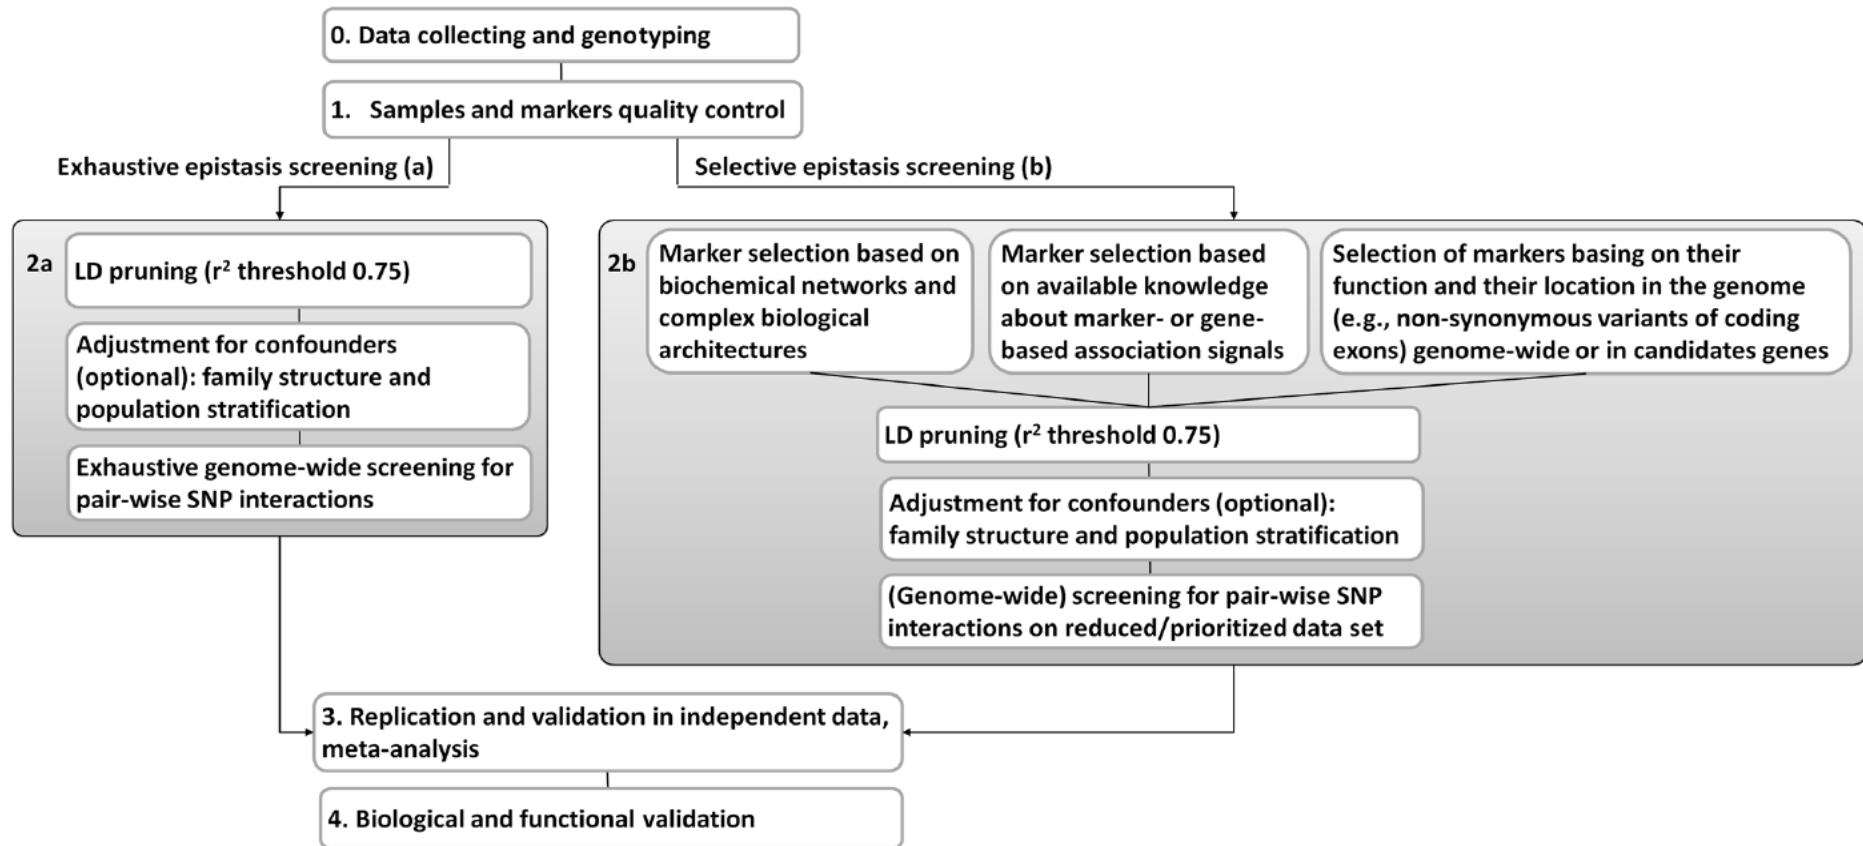 0. Data collecting and genotyping
1. Samples and markers quality control
Exhaustive epistasis screening (a)
Selective epistasis screening (b)
2a
LD pruning (r² threshold 0.75)
Adjustment for confounders
(optional): family structure and
population stratification
Exhaustive genome-wide screening for
pair-wise SNP interactions
2b
Marker selection based on
biochemical networks and
complex biological
architectures
Marker selection based
on available knowledge
about marker- or gene-
based association signals
Selection of markers basing on their
function and their location in the genome
(e.g., non-synonymous variants of coding
exons) genome-wide or in candidates genes
LD pruning (r² threshold 0.75)
Adjustment for confounders (optional):
family structure and population stratification
(Genome-wide) screening for pair-wise SNP
interactions on reduced/prioritized data set
3. Replication and validation in independent data,
meta-analysis
4. Biological and functional validation